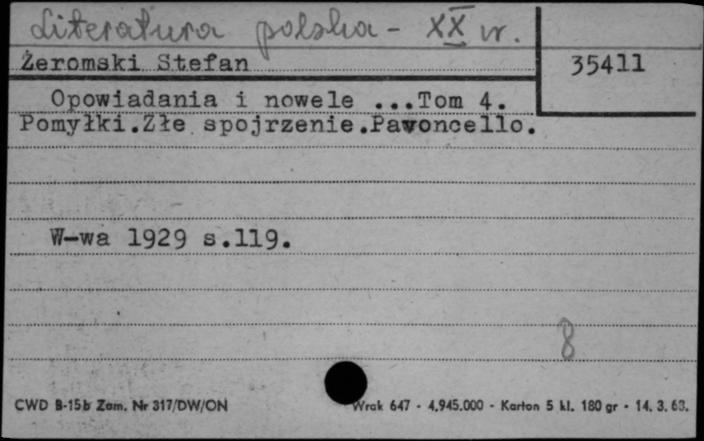 Literatura polska - XX w.
Żeromski Stefan
35411
Opowiadania i nowele ...Tom 4.
Pomyłki.Złe spojrzenie.Pavoncello.
W-wa 1929 s.119.
8
CWD B-15b Zam. Nr 317/DW/ON
Wrak 647 - 4.945.000 - Karton 5 kl. 180 gr - 14. 3. 63.